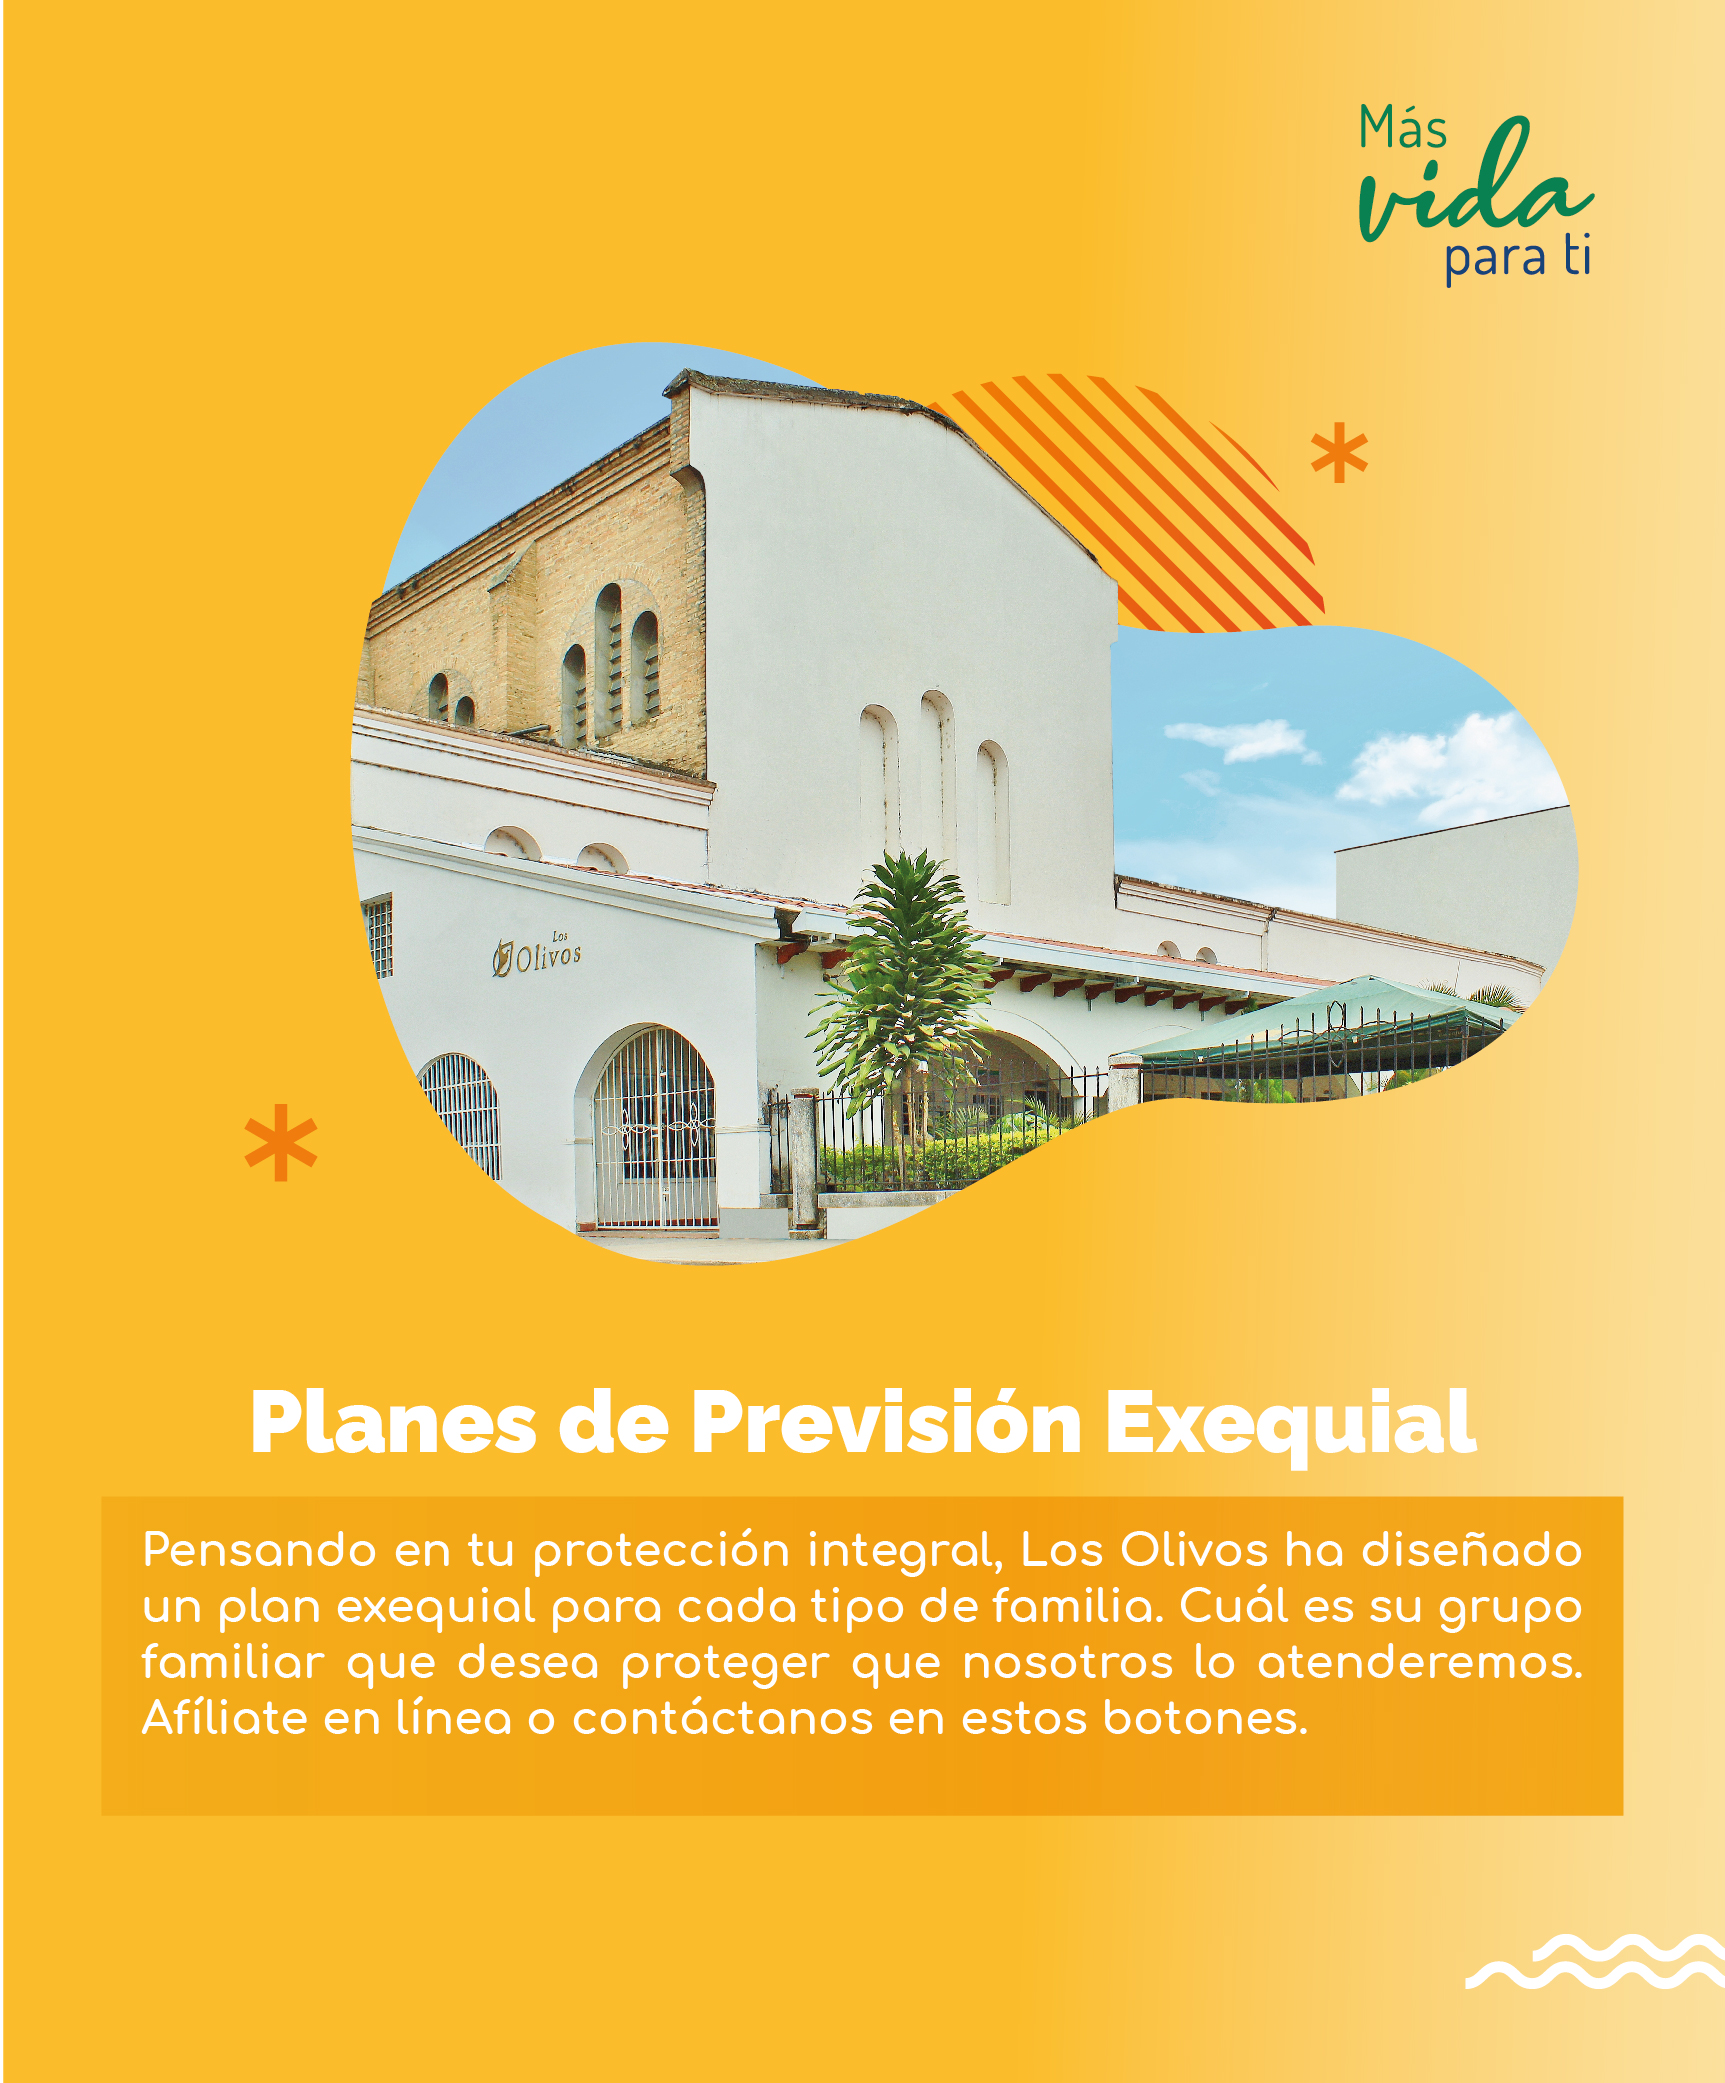 Más
vida
para ti
Los
Olivos
Planes de Previsión Exequial
Pensando en tu protección integral, Los Olivos ha diseñado
un plan exequial para cada tipo de familia. Cuál es su grupo
familiar que desea proteger que nosotros lo atenderemos.
Afíliate en línea o contáctanos en estos botones.